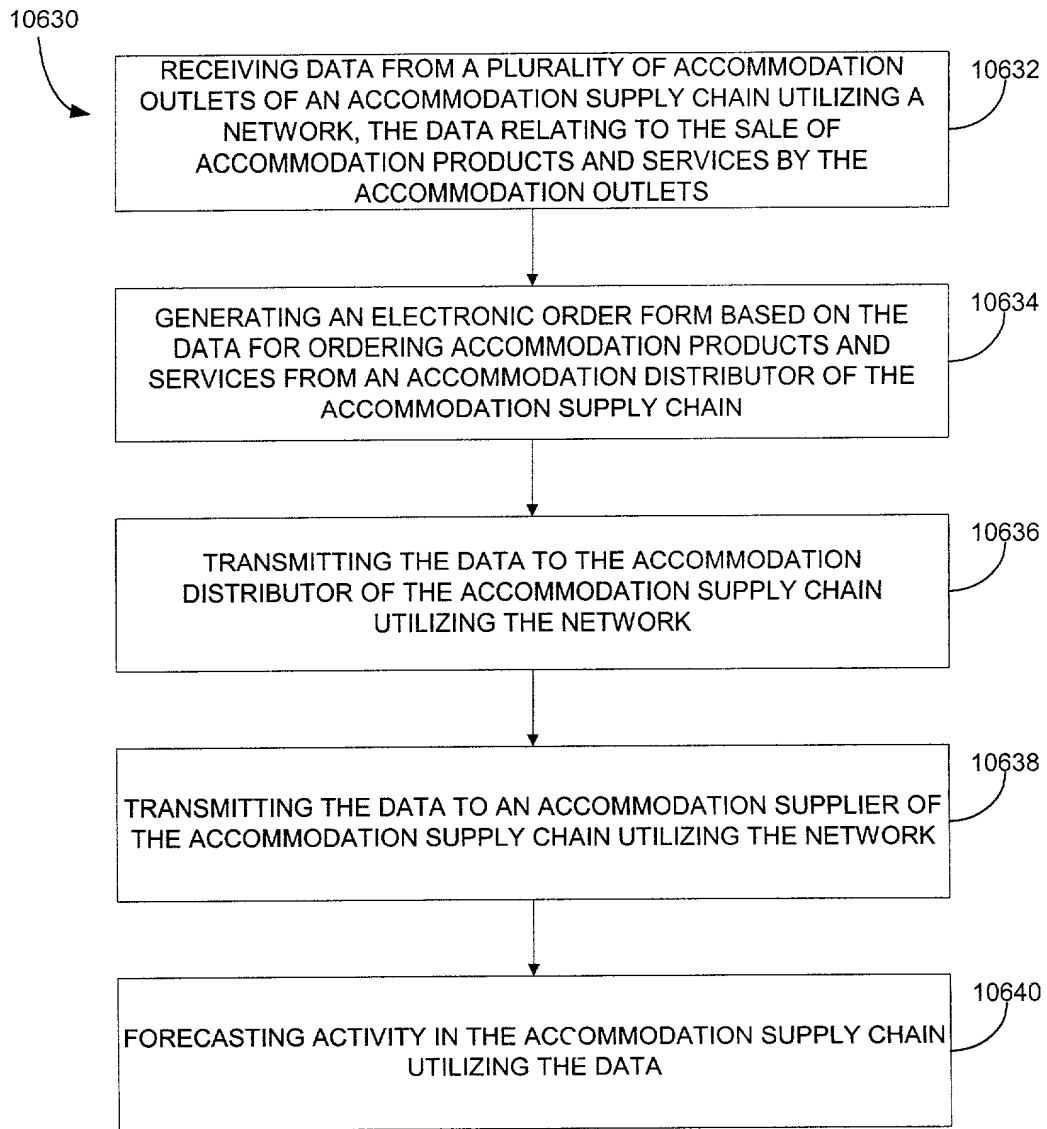 10630
RECEIVING DATA FROM A PLURALITY OF ACCOMMODATION
OUTLETS OF AN ACCOMMODATION SUPPLY CHAIN UTILIZING A
NETWORK, THE DATA RELATING TO THE SALE OF
ACCOMMODATION PRODUCTS AND SERVICES BY THE
ACCOMMODATION OUTLETS
10632
GENERATING AN ELECTRONIC ORDER FORM BASED ON THE
DATA FOR ORDERING ACCOMMODATION PRODUCTS AND
SERVICES FROM AN ACCOMMODATION DISTRIBUTOR OF THE
ACCOMMODATION SUPPLY CHAIN
10634
TRANSMITTING THE DATA TO THE ACCOMMODATION
DISTRIBUTOR OF THE ACCOMMODATION SUPPLY CHAIN
UTILIZING THE NETWORK
10636
TRANSMITTING THE DATA TO AN ACCOMMODATION SUPPLIER OF
THE ACCOMMODATION SUPPLY CHAIN UTILIZING THE NETWORK
10638
FORECASTING ACTIVITY IN THE ACCOMMODATION SUPPLY CHAIN
UTILIZING THE DATA
10640